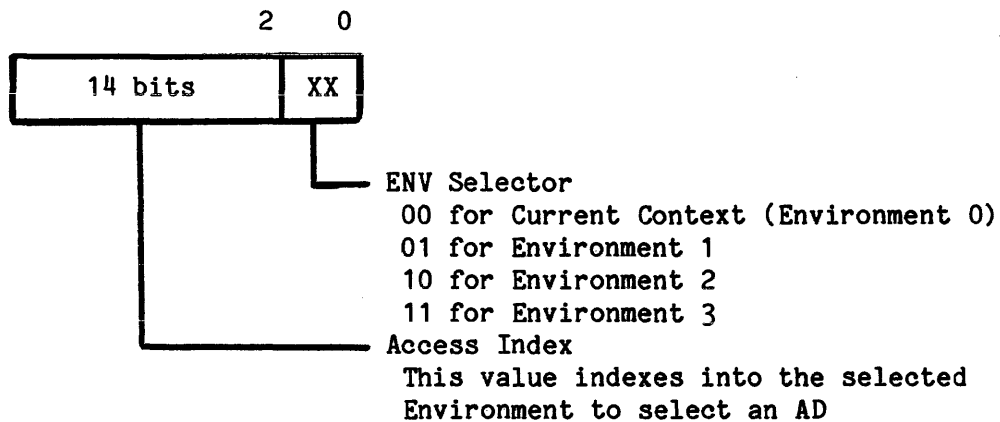 2 0
14 bits XX
ENV Selector
00 for Current Context (Environment 0)
01 for Environment 1
10 for Environment 2
11 for Environment 3
Access Index
This value indexes into the selected
Environment to select an AD